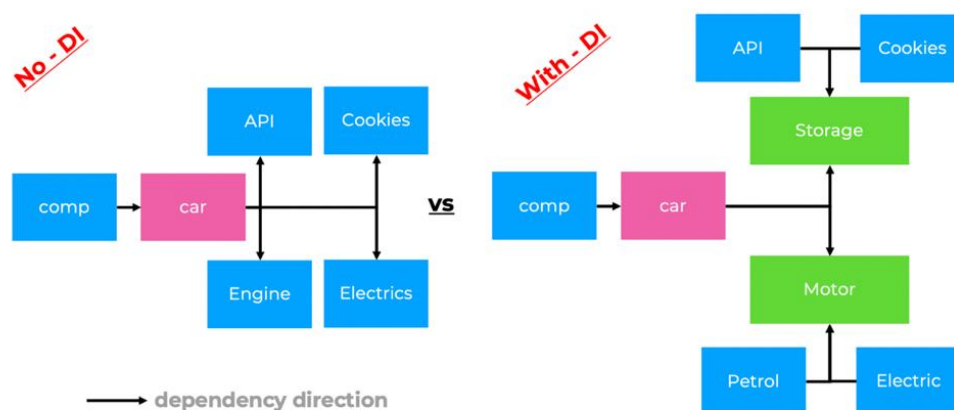 No - DI
API
Cookies
comp
car
Engine
Electrics
dependency direction
vs
With - DI
API
Cookies
Storage
comp
car
Motor
Petrol
Electric